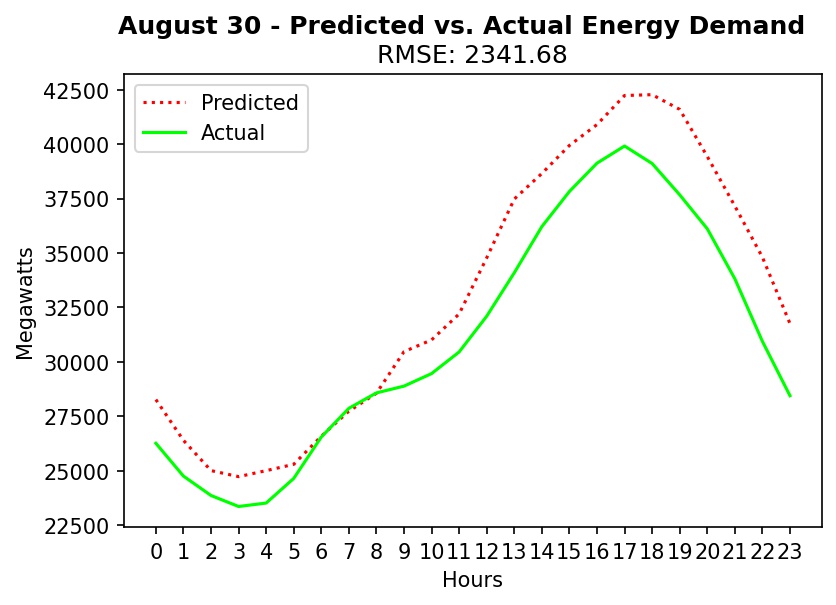 August 30 - Predicted vs. Actual Energy Demand
RMSE: 2341.68
Predicted
Actual
42500
40000
37500
35000
32500
30000
27500
25000
22500
Megawatts
0 1 2 3 4 5 6 7 8 9 10 11 12 13 14 15 16 17 18 19 20 21 22 23
Hours